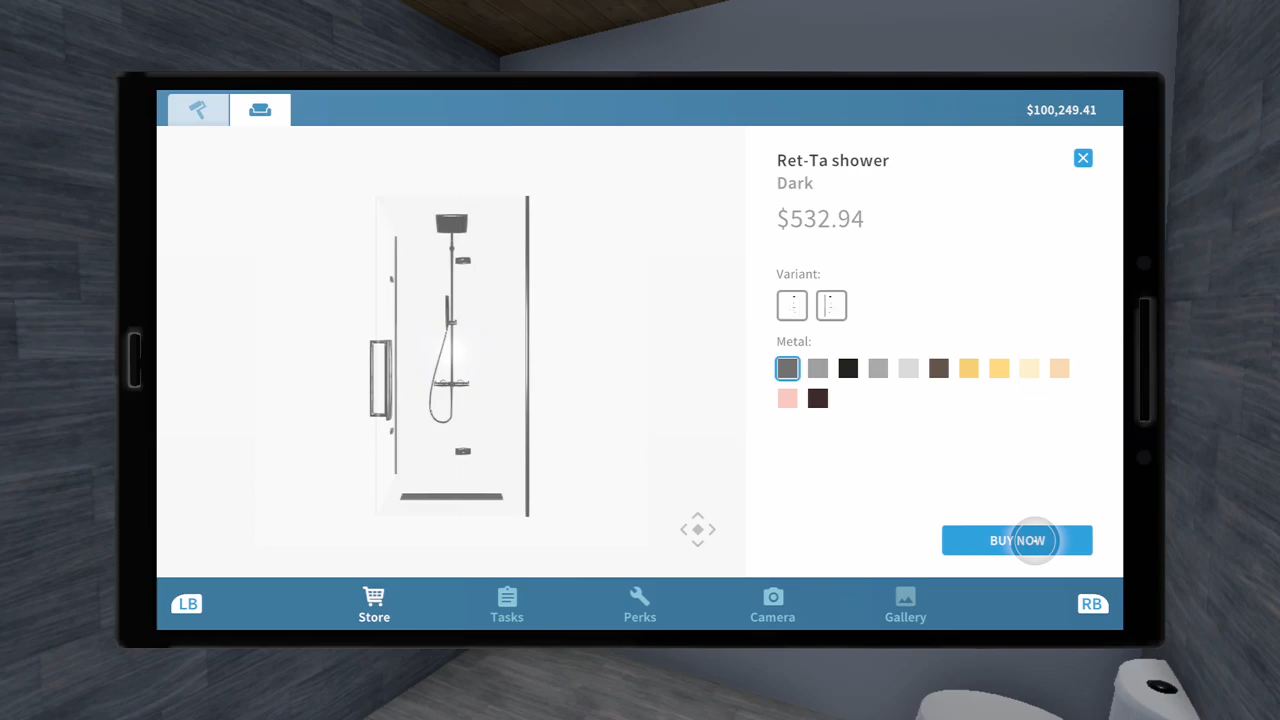 $100,249.41
Ret-Ta shower
Dark
$532.94
Variant:
Metal:
BUY NOW
LB
Store
Tasks
Perks
Camera
Gallery
RB